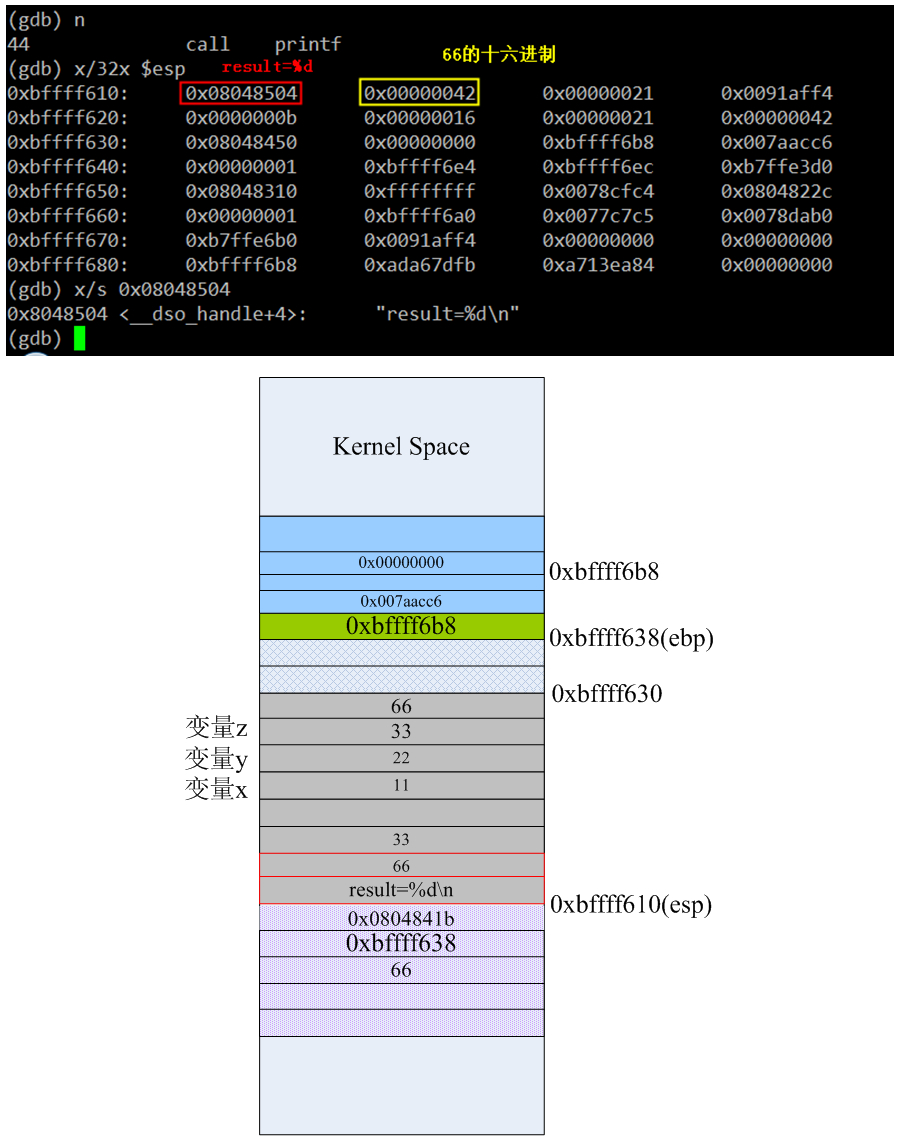 (gdb) n
44 call printf
66的十六进制
(gdb) x/32x $esp result=%d
0xbffff610: 0x08048504 0x00000042 0x00000021 0x0091aff4
0xbffff620: 0x0000000b 0x00000016 0x00000021 0x00000042
0xbffff630: 0x08048450 0x00000000 0xbffff6b8 0x007aacc6
0xbffff640: 0x00000001 0xbffff6e4 0xbffff6ec 0xb7ffe3d0
0xbffff650: 0x08048310 0xffffffff 0x0078cfc4 0x0804822c
0xbffff660: 0x00000001 0xbffff6a0 0x0077c7c5 0x0078dab0
0xbffff670: 0xb7ffe6b0 0x0091aff4 0x00000000 0x00000000
0xbffff680: 0xbffff6b8 0xada67dfb 0xa713ea84 0x00000000
(gdb) x/s 0x08048504
0x8048504 <__dso_handle+4>: "result=%d\n"
(gdb)
Kernel Space
0x00000000
0xbffff6b8
0x007aacc6
0xbffff6b8
0xbffff638(ebp)
0xbffff630
66
变量z 33
变量y 22
变量x 11
33
66
result=%d\n
0xbffff610(esp)
0x0804841b
0xbffff638
66